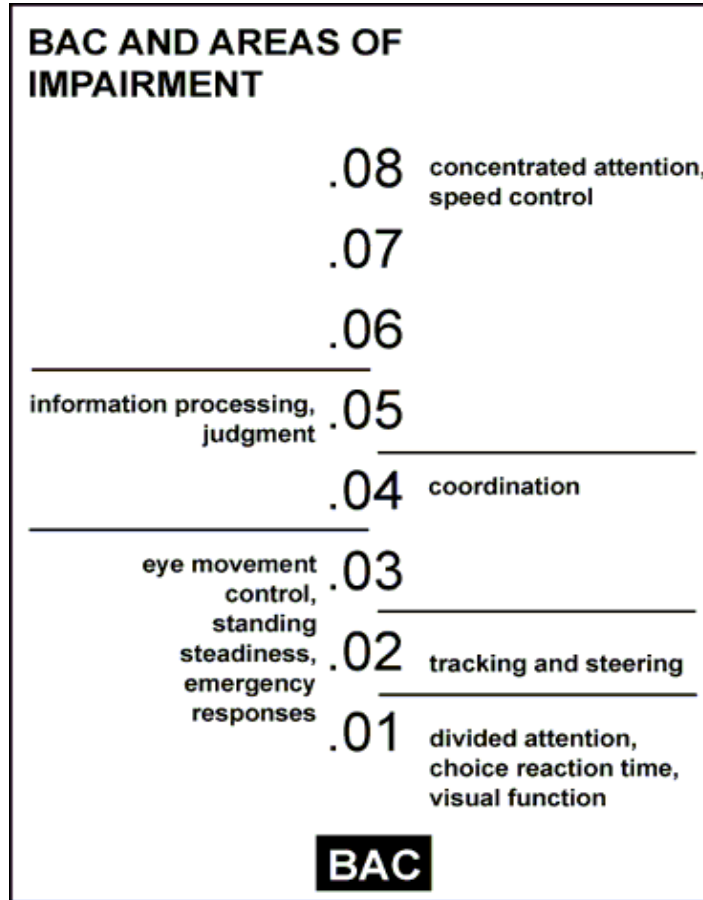 BAC AND AREAS OF
IMPAIRMENT
.08 concentrated attention,
speed control
.07
.06
information processing, .05
judgment
.04 coordination
eye movement .03
control,
standing
steadiness, .02 tracking and steering
emergency
responses
.01 divided attention,
choice reaction time,
visual function
BAC